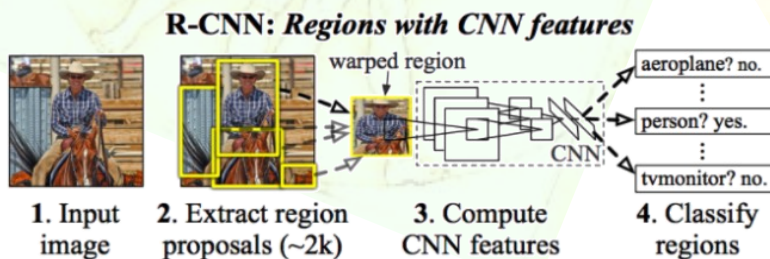 R-CNN: Regions with CNN features
warped region
aeroplane? no.
person? yes.
CNN
tvmonitor? no.
1. Input
image
2. Extract region
proposals (~2k)
3. Compute
CNN features
4. Classify
regions